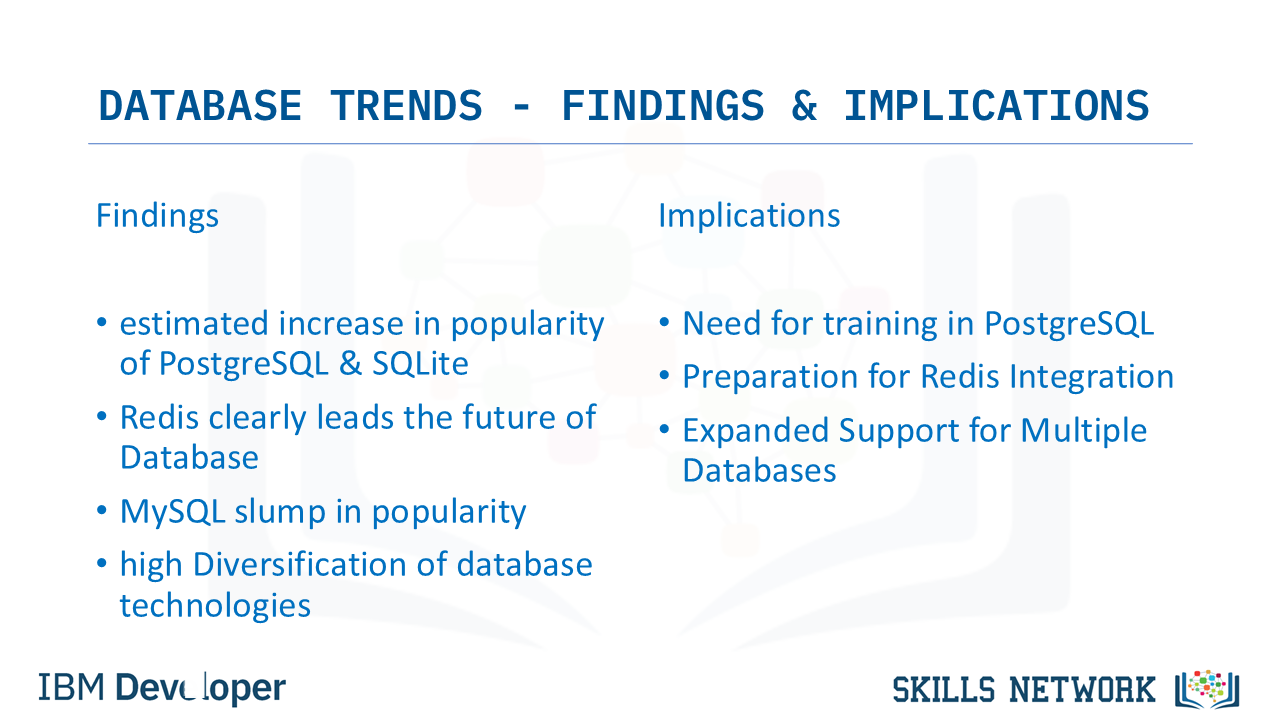 DATABASE TRENDS - FINDINGS & IMPLICATIONS
Findings
• estimated increase in popularity
of PostgreSQL & SQLite
• Redis clearly leads the future of
Database
• MySQL slump in popularity
• high Diversification of database
technologies
Implications
• Need for training in PostgreSQL
• Preparation for Redis Integration
• Expanded Support for Multiple
Databases
IBM Developer
SKILLS NETWORK